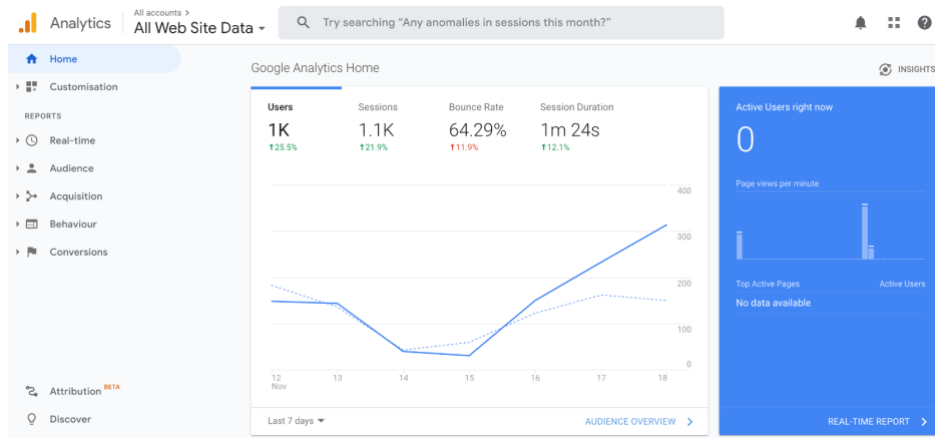 Analytics
All accounts >
All Web Site Data
Try searching “Any anomalies in sessions this month?”
Home
Customisation
REPORTS
Real-time
Audience
Acquisition
Behaviour
Conversions
Attribution BETA
Discover
Google Analytics Home
INSIGHTS
Users
1K
↑25.5%
Sessions
1.1K
↑21.9%
Bounce Rate
64.29%
↑11.9%
Session Duration
1m 24s
↑12.1%
400
300
200
100
0
12
Nov
13
14
15
16
17
18
Last 7 days
AUDIENCE OVERVIEW
Active Users right now
0
Page views per minute
Top Active Pages
Active Users
No data available
REAL-TIME REPORT